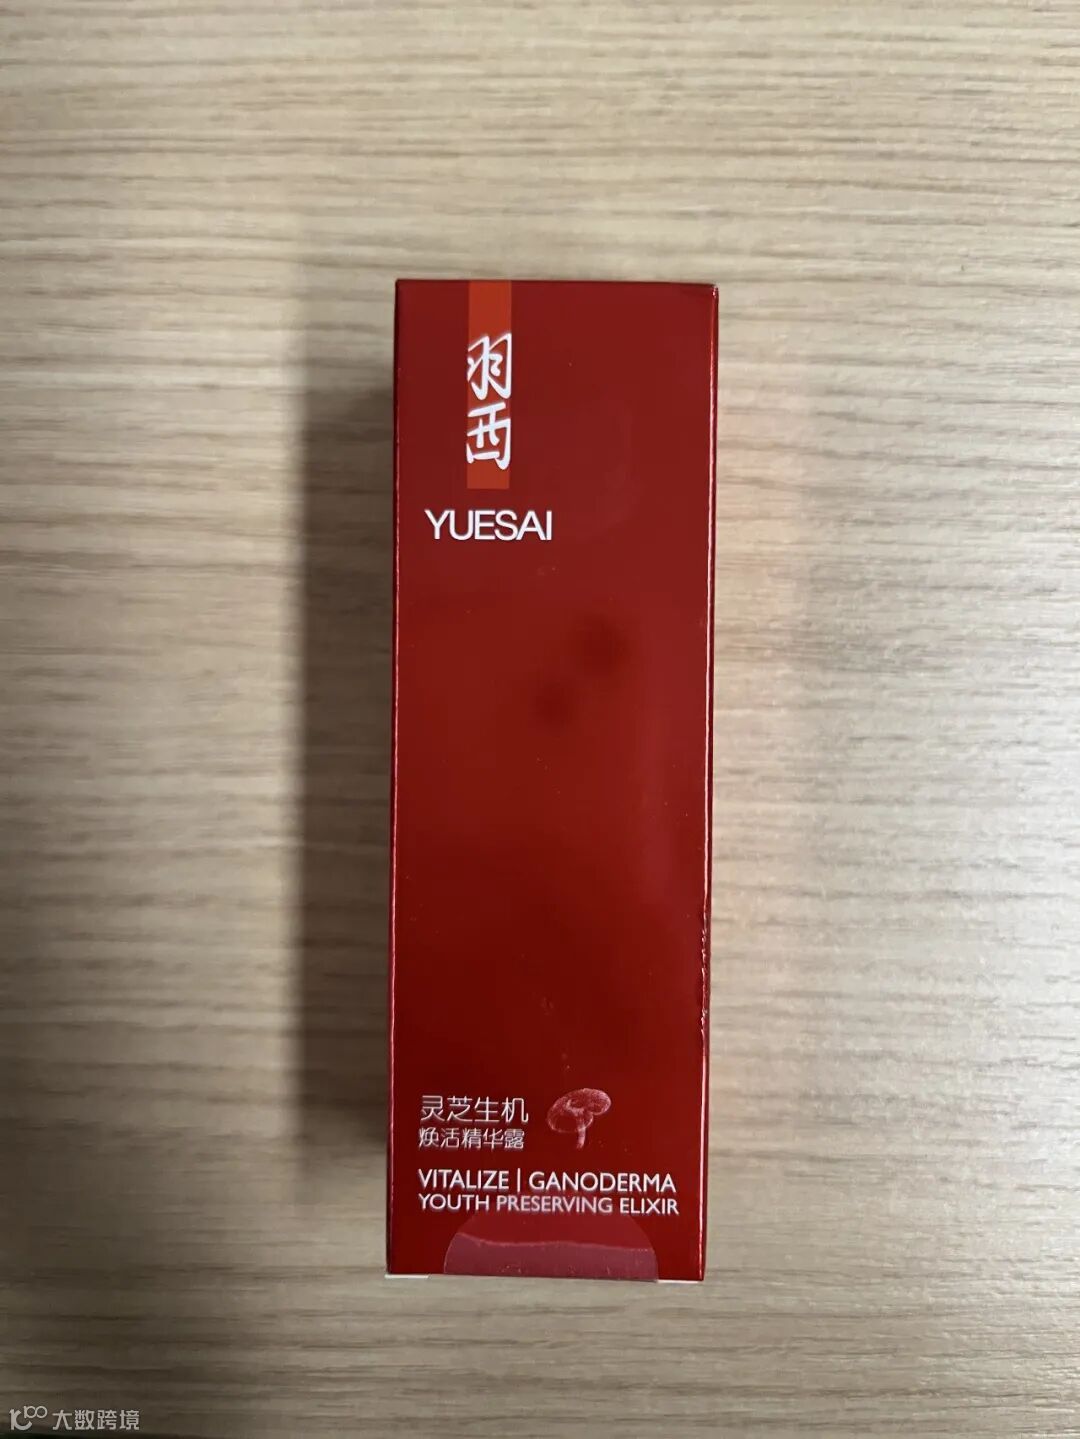 羽西
YUESAI
灵芝生机
焕活精华露
VITALIZE | GANODERMA
YOUTH PRESERVING ELIXIR
大数跨境